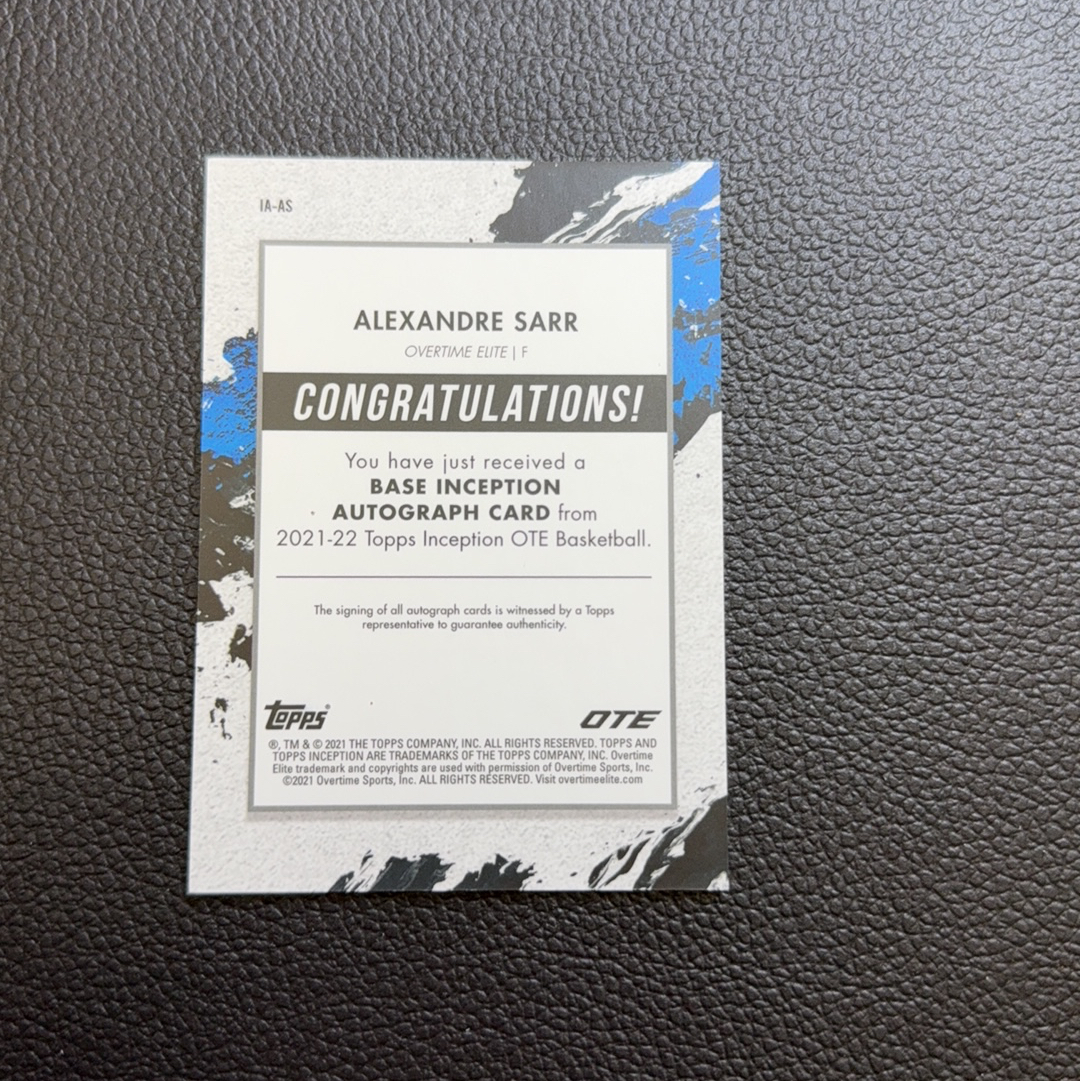 IA-AS
ALEXANDRE SARR
OVERTIME ELITE | F
CONGRATULATIONS!
You have just received a
BASE INCEPTION
AUTOGRAPH CARD from
2021-22 Topps Inception OTE Basketball.
The signing of all autograph cards is witnessed by a Topps
representative to guarantee authenticity.
topps® OTE
®, TM & © 2021 THE TOPPS COMPANY, INC. ALL RIGHTS RESERVED. TOPPS AND
TOPPS INCEPTION ARE TRADEMARKS OF THE TOPPS COMPANY, INC. Overtime
Elite trademark and copyrights are used with permission of Overtime Sports, Inc.
©2021 Overtime Sports, Inc. ALL RIGHTS RESERVED. Visit overtimeelite.com